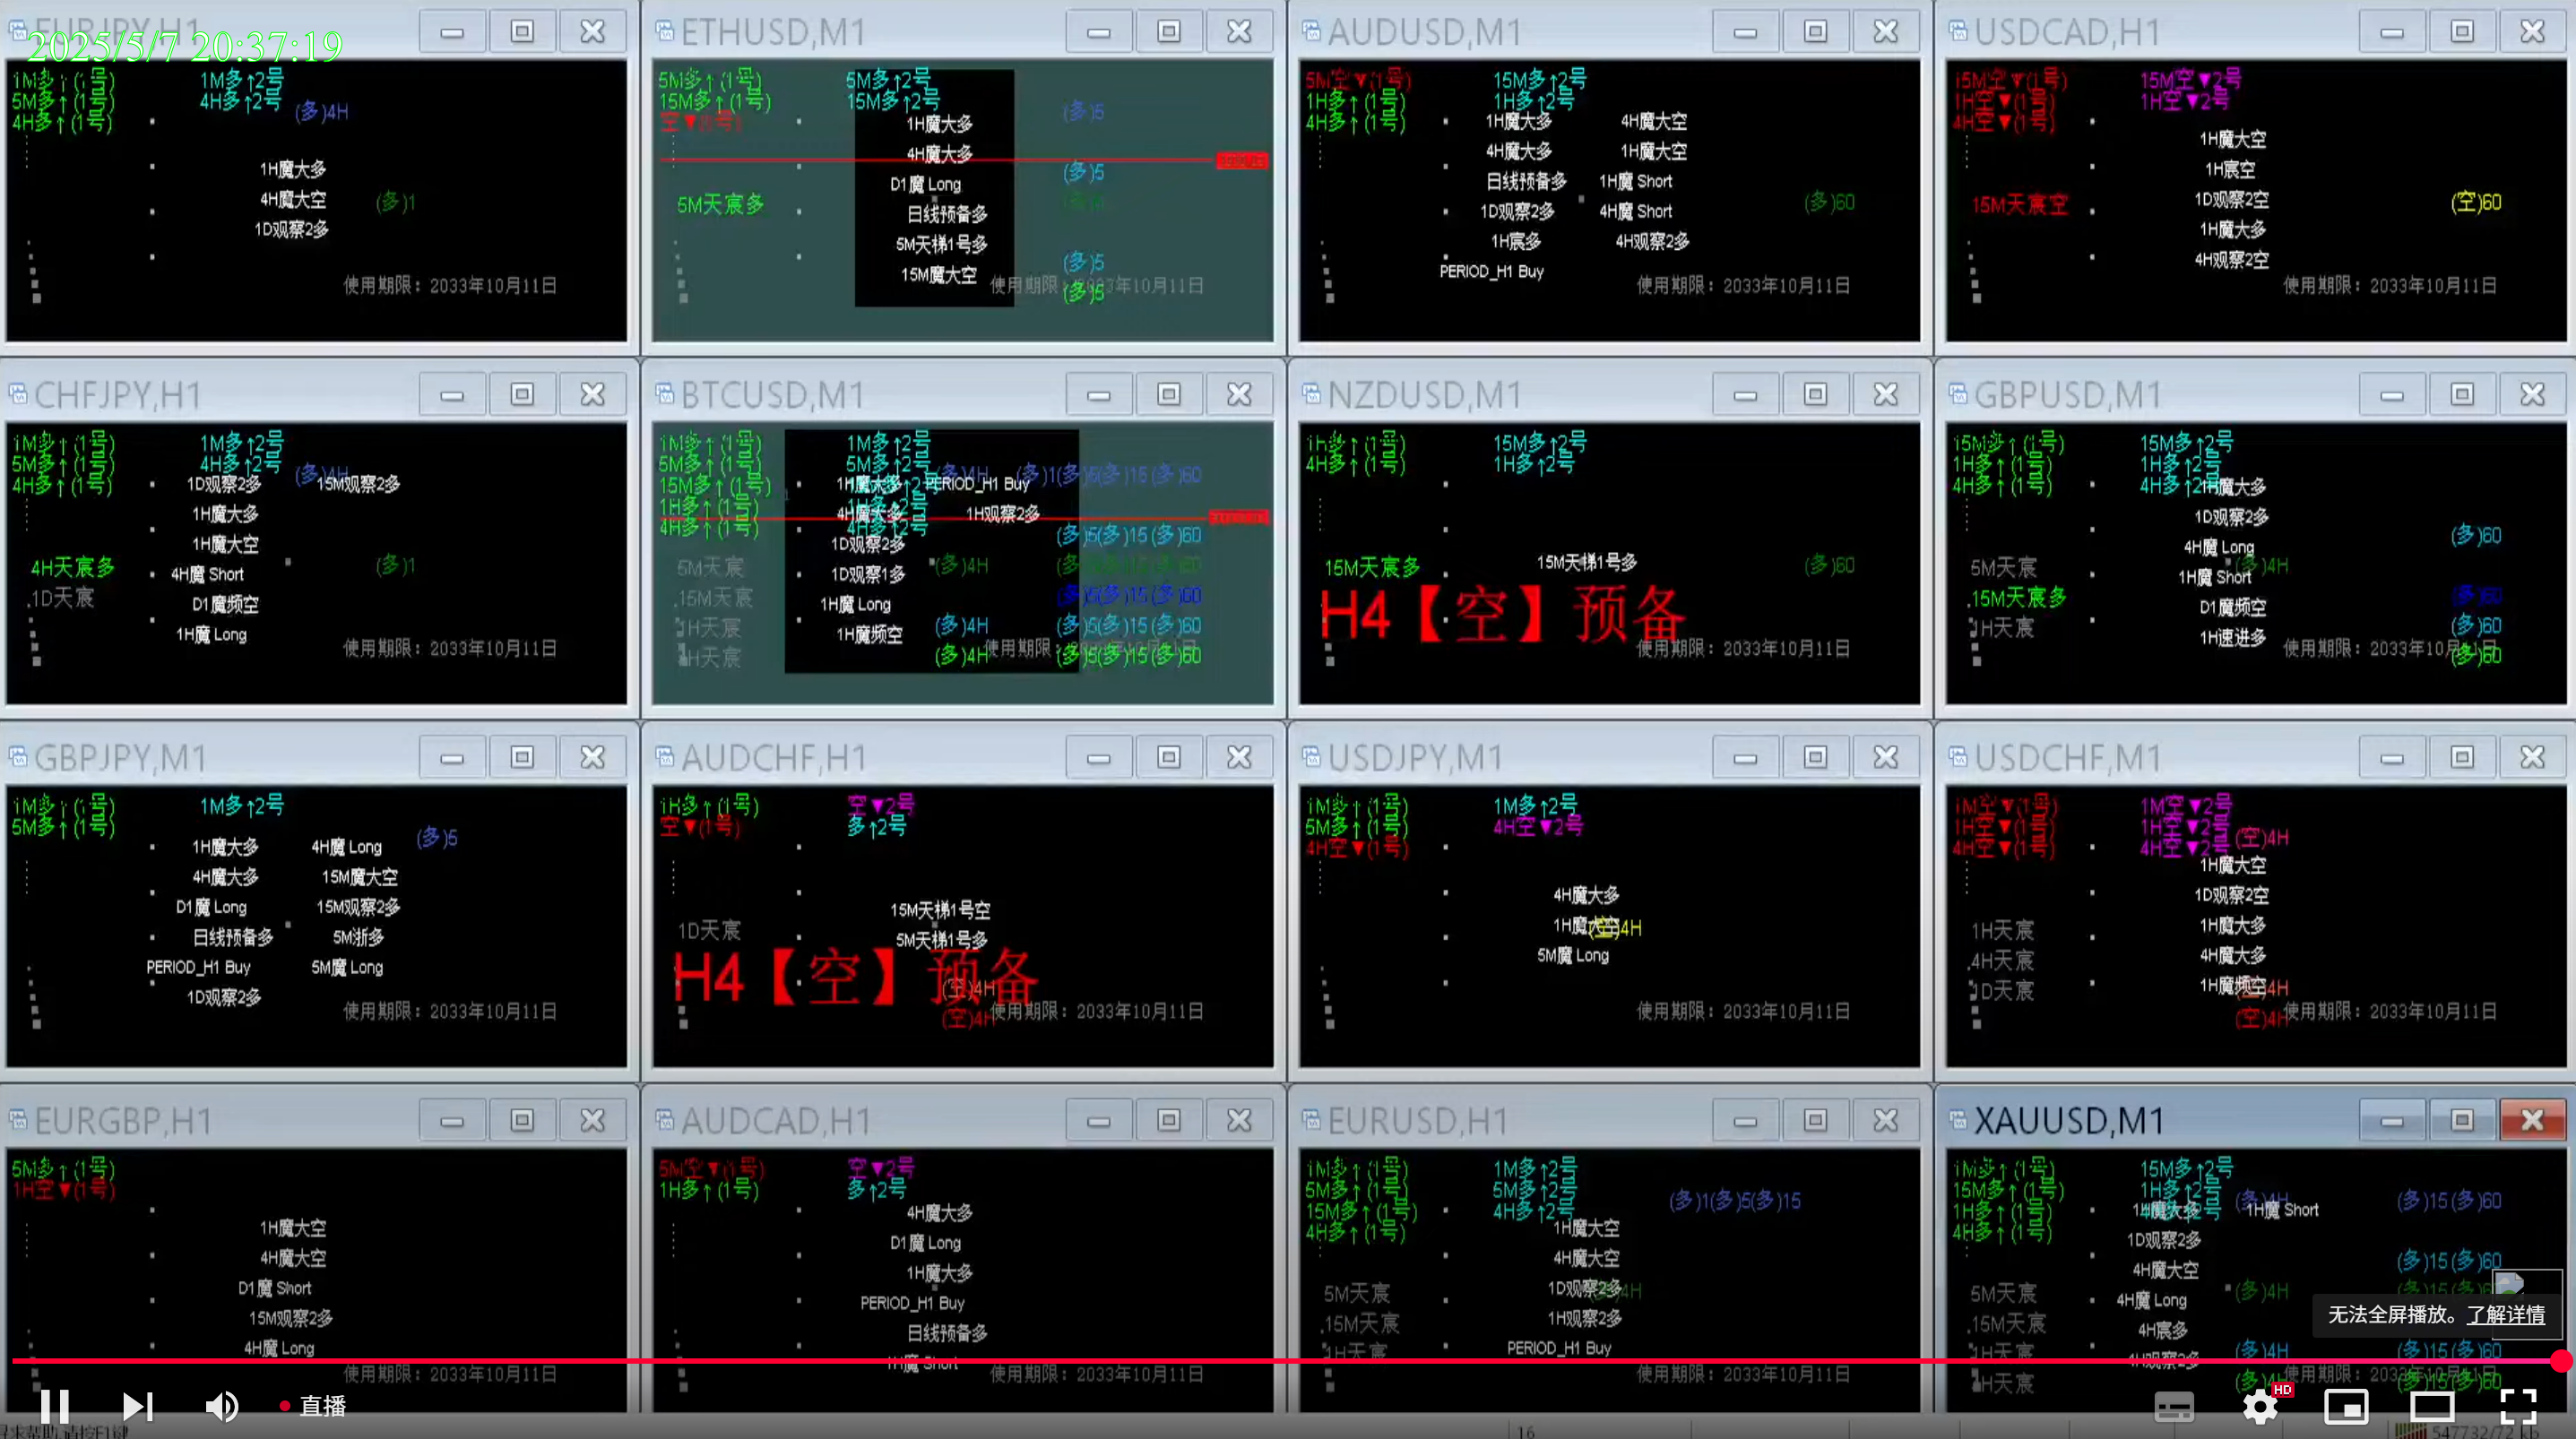 EURJPY,H1
2025/5/7 20:37:19
1M多↑(1号)
5M多↑(1号)
4H多↑(1号)
1M多↑2号
4H多↑2号
(多)4H
1H魔大多
4H魔大空
1D观察2多
(多)1
使用期限：2033年10月11日
ETHUSD,M1
5M多↑(1号)
15M多↑(1号)
5M多↑2号
15M多↑2号
5M天宸多
1H魔大多
4H魔大多
D1魔 Long
日线预备多
5M天梯1号多
15M魔大空
(多)5
(多)5
(多)5
(多)5
使用期限：2033年10月11日
AUDUSD,M1
5M空▼(1号)
1H多↑(1号)
4H多↑(1号)
15M多↑2号
1H多↑2号
1H魔大多
4H魔大多
日线预备多
1D观察2多
1H宸多
PERIOD_H1 Buy
4H魔大空
1H魔大空
1H魔 Short
4H魔 Short
4H观察2多
(多)60
使用期限：2033年10月11日
USDCAD,H1
15M空▼(1号)
1H空▼(1号)
4H空▼(1号)
15M空▼2号
1H空▼2号
15M天宸空
1H魔大空
1H宸空
1D观察2空
1H魔大多
4H观察2空
(空)60
使用期限：2033年10月11日
CHFJPY,H1
1M多↑(1号)
5M多↑(1号)
4H多↑(1号)
1M多↑2号
4H多↑2号
(多)4H
4H天宸多
1D天宸
1D观察2多
1H魔大多
1H魔大空
4H魔 Short
D1魔频空
1H魔 Long
15M观察2多
(多)1
使用期限：2033年10月11日
BTCUSD,M1
1M多↑(1号)
5M多↑(1号)
15M多↑(1号)
1H多↑(1号)
4H多↑(1号)
1M多↑2号
5M多↑2号
4H多↑2号
5M天宸
15M天宸
1H天宸
4H天宸
1H魔大多
4H魔大多
1D观察2多
1D观察1多
1H魔 Long
1H魔频空
PERIOD_H1 Buy
1H观察2多
(多)4H
(多)1(多)5(多)15(多)60
(多)5(多)15(多)60
(多)4H
(多)5(多)15(多)60
(多)4H
(多)5(多)15(多)60
(多)4H
(多)5(多)15(多)60
NZDUSD,M1
1H多↑(1号)
4H多↑(1号)
15M多↑2号
1H多↑2号
15M天宸多
15M天梯1号多
(多)60
H4【空】预备
使用期限：2033年10月11日
GBPUSD,M1
15M多↑(1号)
1H多↑(1号)
4H多↑(1号)
15M多↑2号
1H多↑2号
4H多↑2号
5M天宸
15M天宸多
1H天宸
1H魔大多
1D观察2多
4H魔 Long
1H魔 Short
D1魔频空
1H速进多
(多)4H
(多)60
(多)60
(多)60
(多)60
使用期限：2033年10月11日
GBPJPY,M1
1M多↑(1号)
5M多↑(1号)
1M多↑2号
1H魔大多
4H魔大多
D1魔 Long
日线预备多
PERIOD_H1 Buy
1D观察2多
4H魔 Long
15M魔大空
15M观察2多
5M浙多
5M魔 Long
(多)5
使用期限：2033年10月11日
AUDCHF,H1
1H多↑(1号)
空▼(1号)
空▼2号
多↑2号
1D天宸
15M天梯1号空
5M天梯1号多
H4【空】预备
(空)4H
(空)4H
使用期限：2033年10月11日
USDJPY,M1
1M多↑(1号)
5M多↑(1号)
4H空▼(1号)
1M多↑2号
4H空▼2号
4H魔大多
1H魔大空
(空)4H
5M魔 Long
使用期限：2033年10月11日
USDCHF,M1
1M空▼(1号)
1H空▼(1号)
4H空▼(1号)
1M空▼2号
1H空▼2号
4H空▼2号
(空)4H
1H天宸
4H天宸
1D天宸
1H魔大空
1D观察2空
1H魔大多
4H魔大多
1H魔频空
(空)4H
(空)4H
使用期限：2033年10月11日
EURGBP,H1
5M多↑(1号)
1H空▼(1号)
1H魔大空
4H魔大空
D1魔 Short
15M观察2多
4H魔 Long
使用期限：2033年10月11日
AUDCAD,H1
5M空▼(1号)
1H多↑(1号)
空▼2号
多↑2号
4H魔大多
D1魔 Long
1H魔大多
PERIOD_H1 Buy
日线预备多
1H魔 Short
使用期限：2033年10月11日
EURUSD,H1
1M多↑(1号)
5M多↑(1号)
15M多↑(1号)
4H多↑(1号)
1M多↑2号
5M多↑2号
4H多↑2号
(多)1(多)5(多)15
5M天宸
15M天宸
1H天宸
1H魔大空
4H魔大空
1D观察2多
1H观察2多
PERIOD_H1 Buy
使用期限：2033年10月11日
XAUUSD,M1
1M多↑(1号)
15M多↑(1号)
1H多↑(1号)
4H多↑(1号)
15M多↑2号
1H多↑2号
4H多↑2号
(多)4H
(多)15(多)60
1H魔 Short
1D观察2多
4H魔大空
4H魔 Long
4H宸多
5M天宸
15M天宸
4H天宸
(多)15(多)60
(多)4H
(多)4H
(多)15(多)60
无法全屏播放。了解详情
直播
HD
16
547732/72 kb